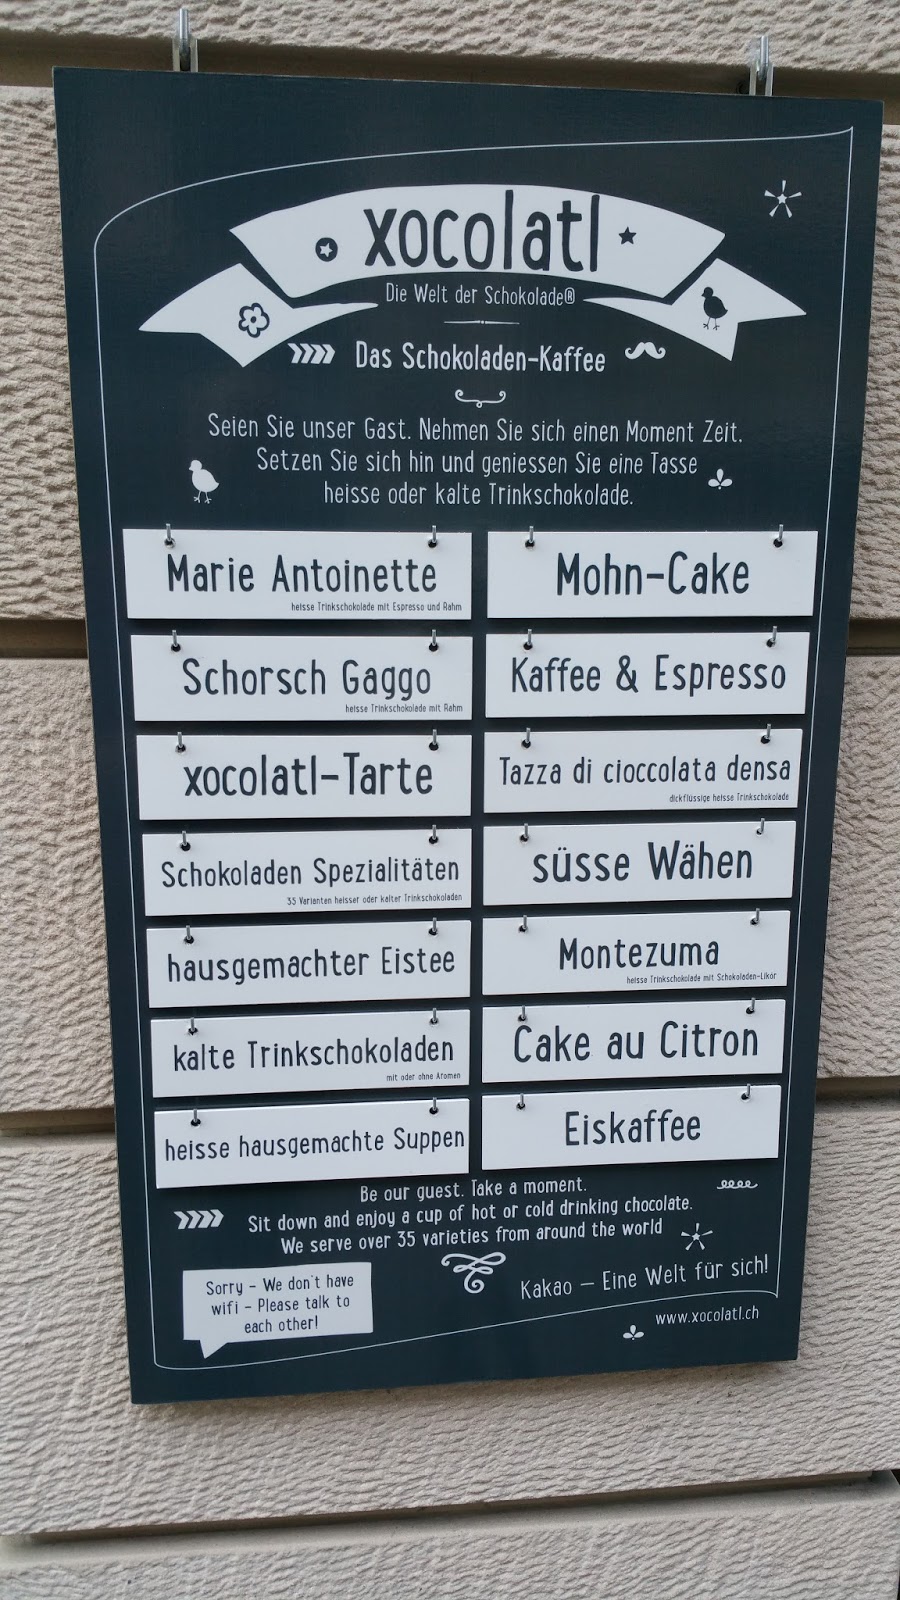 xocolatl
Die Welt der Schokolade®
Das Schokoladen-Kaffee
Seien Sie unser Gast. Nehmen Sie sich einen Moment Zeit.
Setzen Sie sich hin und geniessen Sie eine Tasse
heisse oder kalte Trinkschokolade.
Marie Antoinette
heisse Trinkschokolade mit Espresso und Rahm
Schorsch Gaggo
heisse Trinkschokolade mit Rahm
xocolatl-Tarte
Schokoladen Spezialitäten
35 Varianten heisser oder kalter Trinkschokoladen
hausgemachter Eistee
kalte Trinkschokoladen
mit oder ohne Aromen
heisse hausgemachte Suppen
Mohn-Cake
Kaffee & Espresso
Tazza di cioccolata densa
dickflüssige heisse Trinkschokolade
süsse Wähen
Montezuma
heisse Trinkschokolade mit Schokoladen-Likör
Cake au Citron
Eiskaffee
Be our guest. Take a moment.
Sit down and enjoy a cup of hot or cold drinking chocolate.
We serve over 35 varieties from around the world
Sorry - We don't have
wifi - Please talk to
each other!
Kakao – Eine Welt für sich!
www.xocolatl.ch